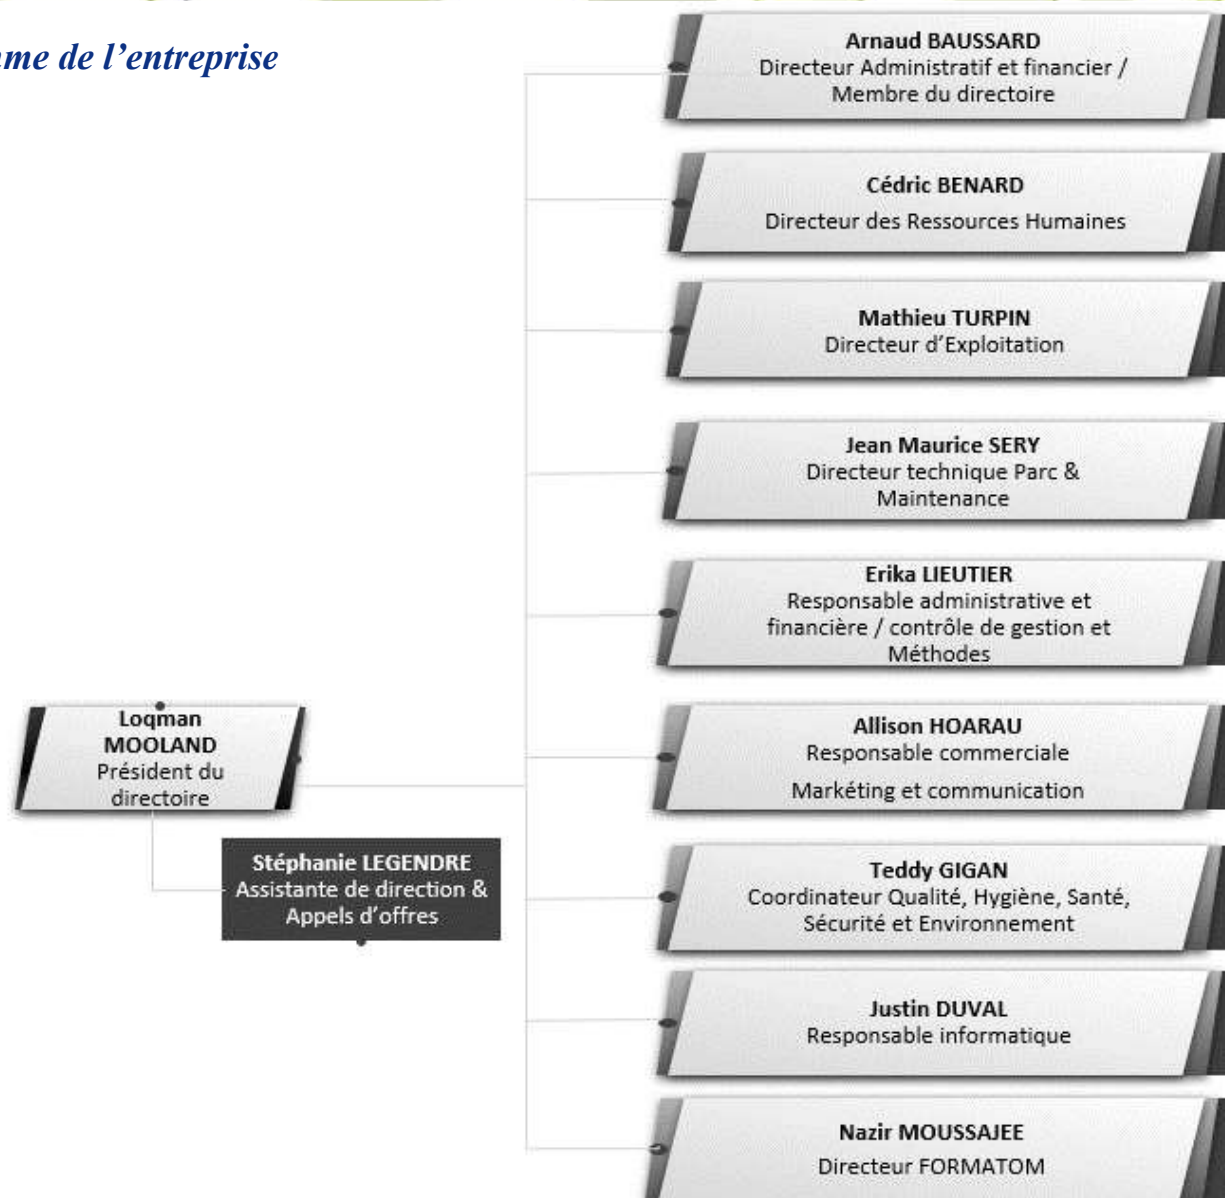 me de l’entreprise
Arnaud BAUSSARD
Directeur Administratif et financier /
Membre du directoire
Cédric BENARD
Directeur des Ressources Humaines
Mathieu TURPIN
Directeur d’Exploitation
Jean Maurice SERY
Directeur technique Parc &
Maintenance
Erika LIEUTIER
Responsable administrative et
financière / contrôle de gestion et
Méthodes
Loqman
MOOLAND
Président du
directoire
Allison HOARAU
Responsable commerciale
Markéting et communication
Stéphanie LEGENDRE
Assistante de direction &
Appels d’offres
Teddy GIGAN
Coordinateur Qualité, Hygiène, Santé,
Sécurité et Environnement
Justin DUVAL
Responsable informatique
Nazir MOUSSAJEE
Directeur FORMATOM